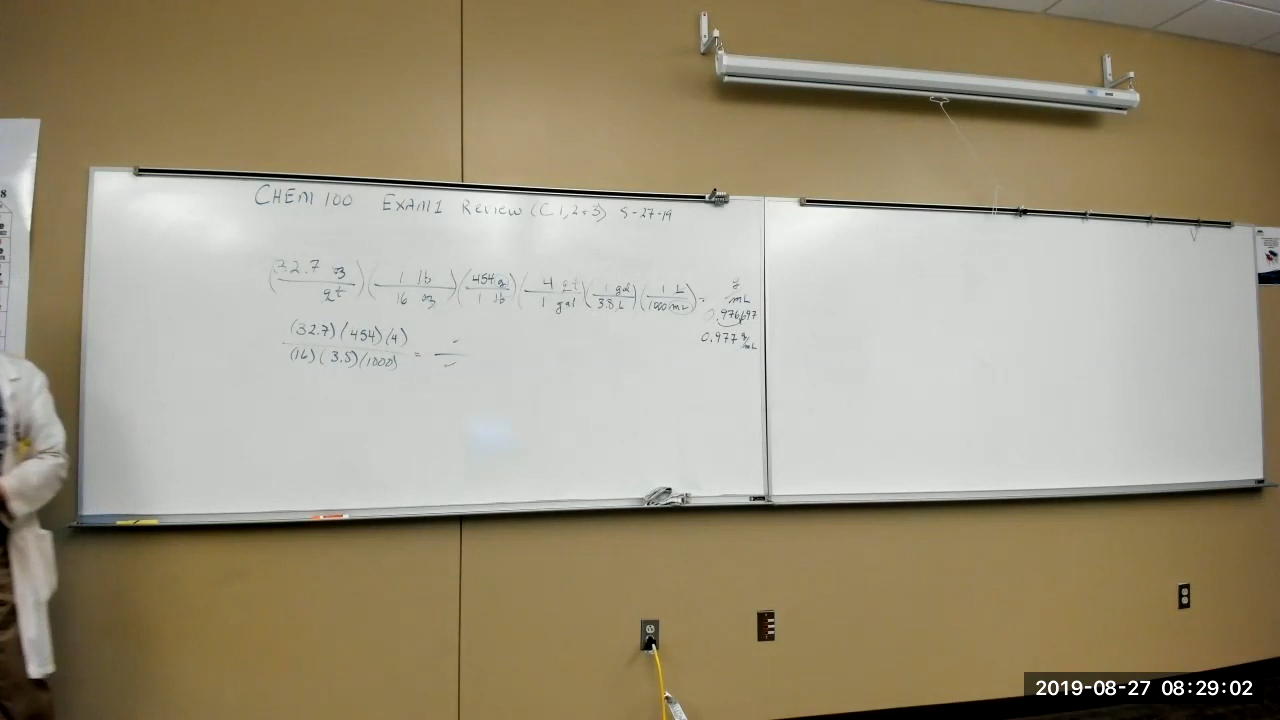 CHEM 100 EXAM 1 Review (C 1, 2 + 3) 8-27-19
(32.7 oz / qt) (1 lb / 16 oz) (454 g / 1 lb) (4 qt / 1 gal) (1 gal / 3.8 L) (1 L / 1000 mL) = g / mL
0.976697
(32.7)(454)(4) / (16)(3.8)(1000) =
0.977 g/mL
2019-08-27 08:29:02